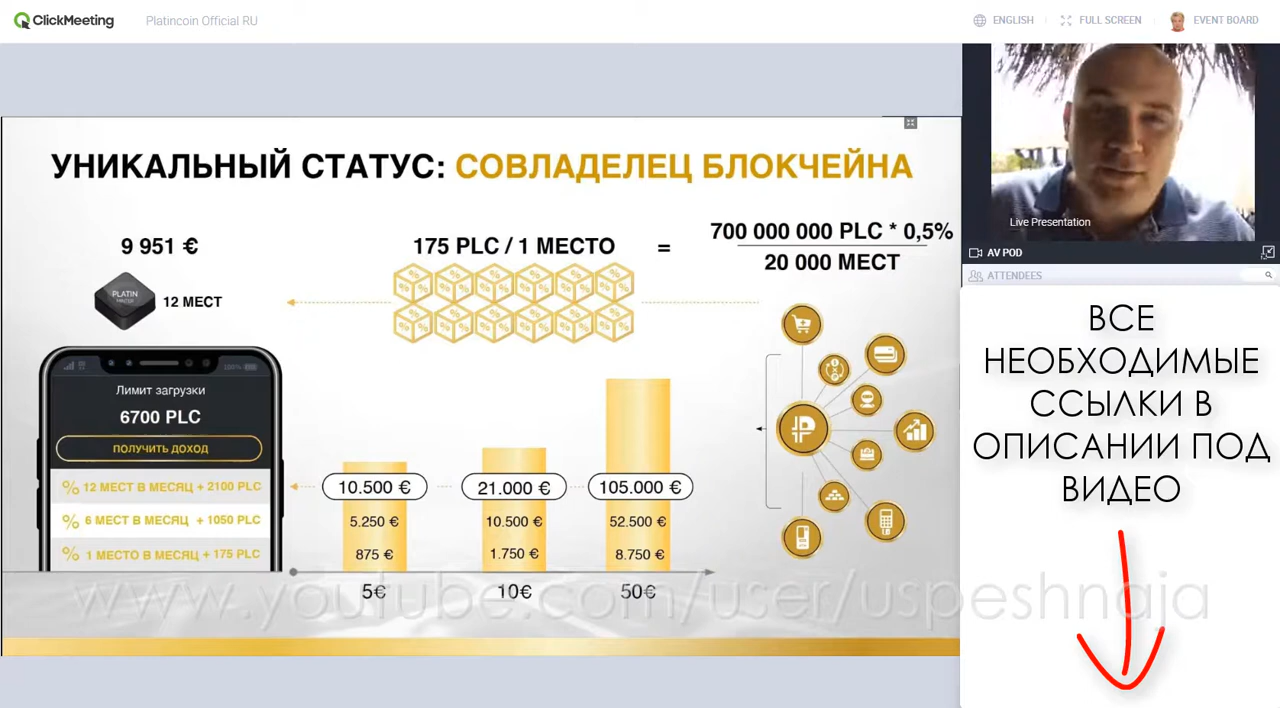 ClickMeeting
Platincoin Official RU
ENGLISH
FULL SCREEN
EVENT BOARD
УНИКАЛЬНЫЙ СТАТУС: СОВЛАДЕЛЕЦ БЛОКЧЕЙНА
9 951 €
PLATIN
12 МЕСТ
175 PLC / 1 МЕСТО
=
700 000 000 PLC * 0,5%
20 000 МЕСТ
100%
Лимит загрузки
6700 PLC
ПОЛУЧИТЬ ДОХОД
% 12 МЕСТ В МЕСЯЦ + 2100 PLC
% 6 МЕСТ В МЕСЯЦ + 1050 PLC
% 1 МЕСТО В МЕСЯЦ + 175 PLC
10.500 € 21.000 € 105.000 €
5.250 € 10.500 € 52.500 €
875 € 1.750 € 8.750 €
5€ 10€ 50€
www.youtube.com/user/uspeshnaja
Live Presentation
AV POD
ATTENDEES
ВСЕ
НЕОБХОДИМЫЕ
ССЫЛКИ В
ОПИСАНИИ ПОД
ВИДЕО